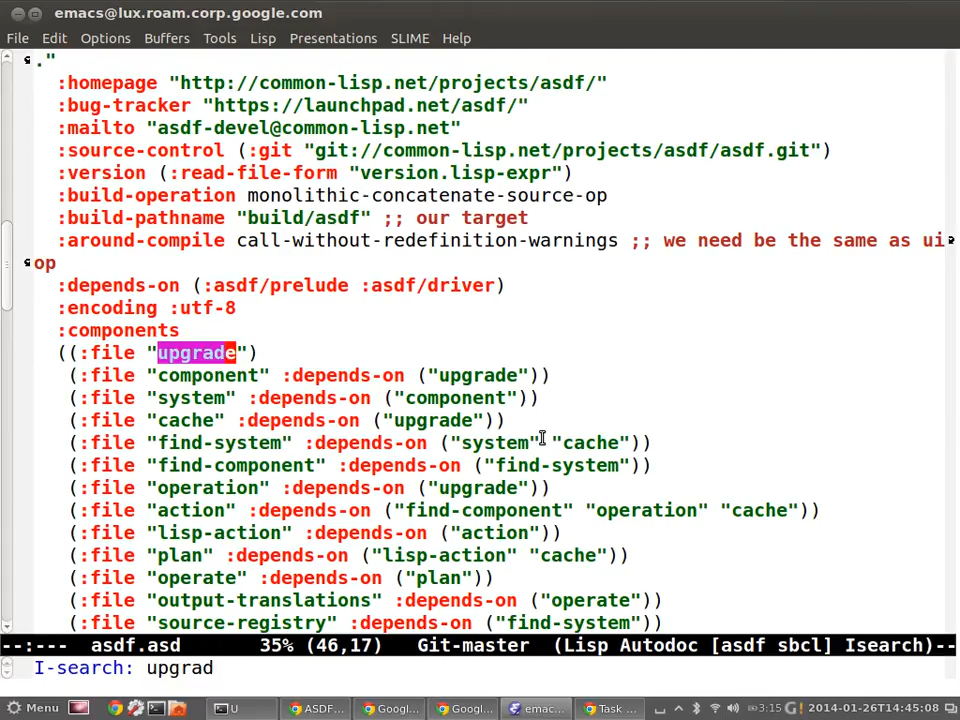 emacs@lux.roam.corp.google.com
File Edit Options Buffers Tools Lisp Presentations SLIME Help
."
:homepage "http://common-lisp.net/projects/asdf/"
:bug-tracker "https://launchpad.net/asdf/"
:mailto "asdf-devel@common-lisp.net"
:source-control (:git "git://common-lisp.net/projects/asdf/asdf.git")
:version (:read-file-form "version.lisp-expr")
:build-operation monolithic-concatenate-source-op
:build-pathname "build/asdf" ;; our target
:around-compile call-without-redefinition-warnings ;; we need be the same as ui
op
:depends-on (:asdf/prelude :asdf/driver)
:encoding :utf-8
:components
((:file "upgrade")
(:file "component" :depends-on ("upgrade"))
(:file "system" :depends-on ("component"))
(:file "cache" :depends-on ("upgrade"))
(:file "find-system" :depends-on ("system" "cache"))
(:file "find-component" :depends-on ("find-system"))
(:file "operation" :depends-on ("upgrade"))
(:file "action" :depends-on ("find-component" "operation" "cache"))
(:file "lisp-action" :depends-on ("action"))
(:file "plan" :depends-on ("lisp-action" "cache"))
(:file "operate" :depends-on ("plan"))
(:file "output-translations" :depends-on ("operate"))
(:file "source-registry" :depends-on ("find-system"))
--:--- asdf.asd 35% (46,17) Git-master (Lisp Autodoc [asdf sbcl] Isearch)--
I-search: upgrad
Menu U ASDF... Googl... Googl... emac... Task ... 3:15 2014-01-26T14:45:08